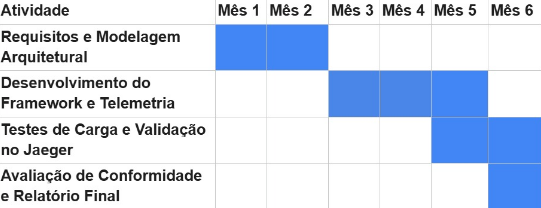 Atividade Mês 1 Mês 2 Mês 3 Mês 4 Mês 5 Mês 6
Requisitos e Modelagem
Arquitetural
Desenvolvimento do
Framework e Telemetria
Testes de Carga e Validação
no Jaeger
Avaliação de Conformidade
e Relatório Final